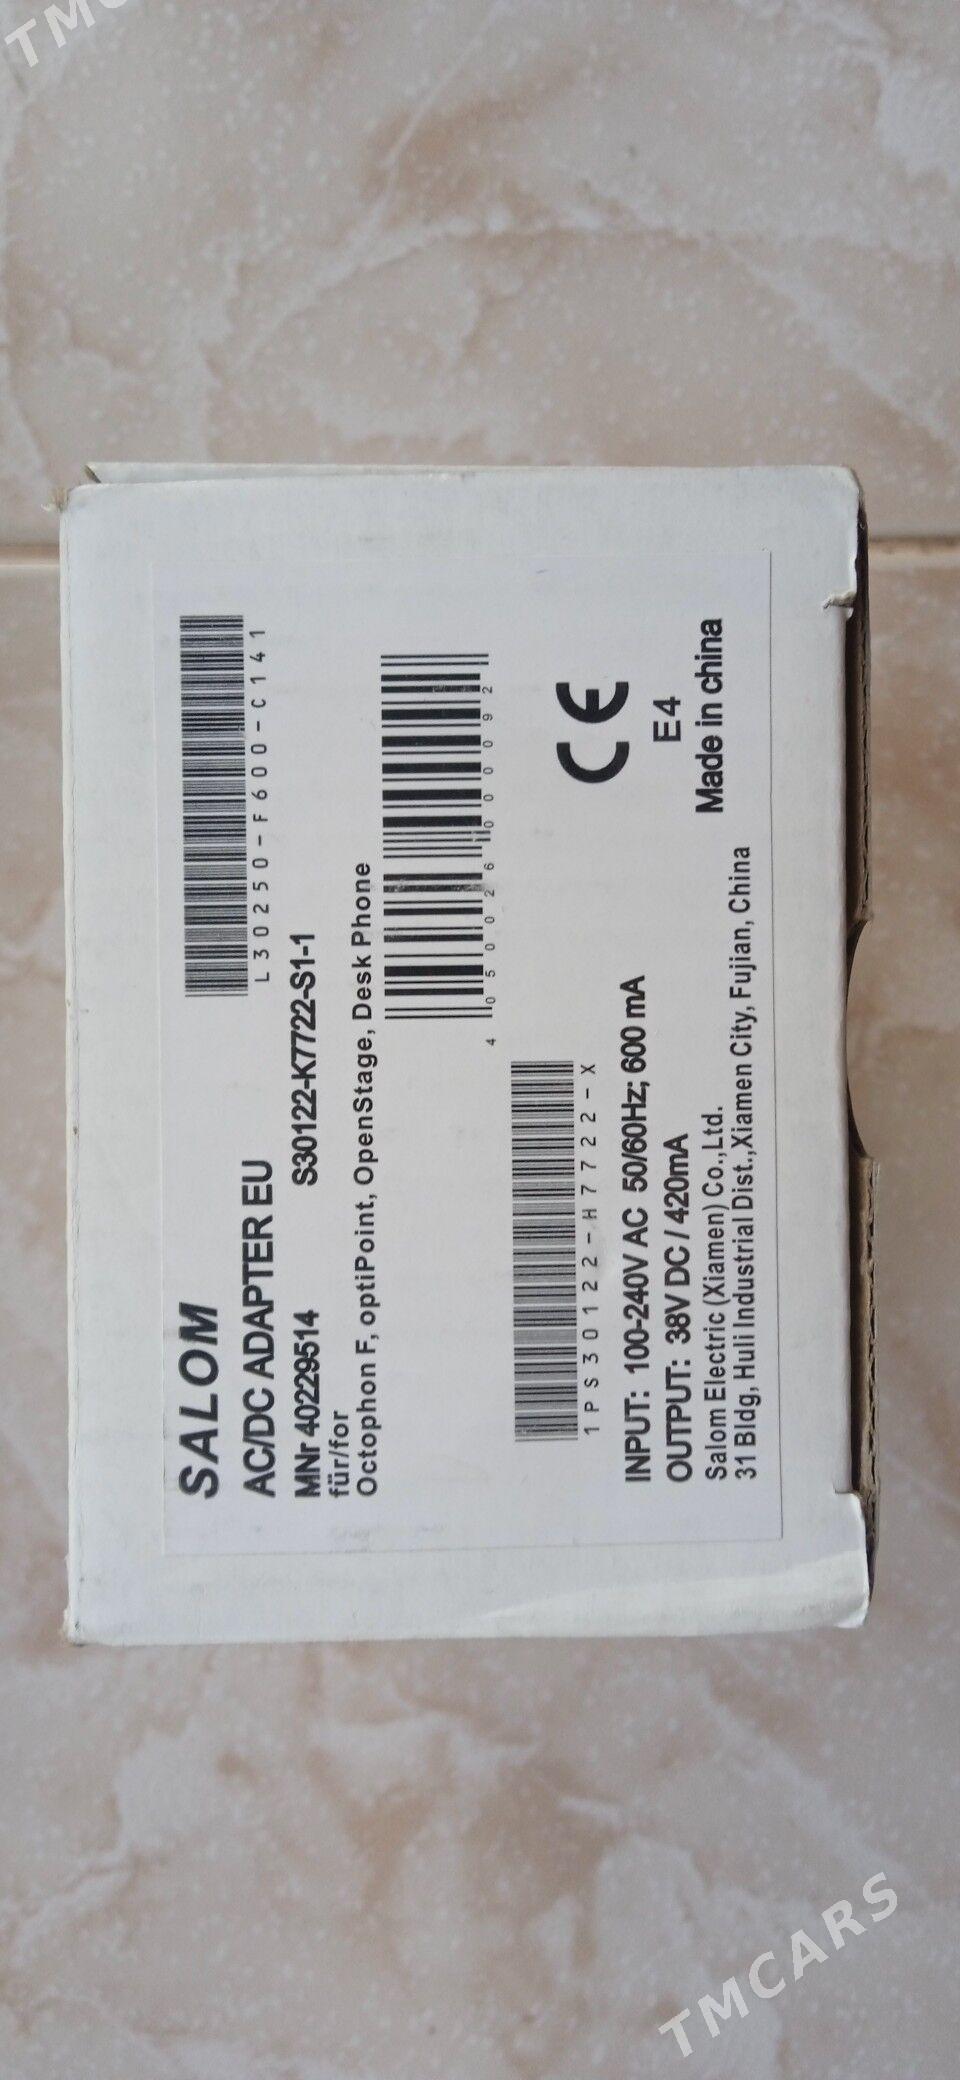 SALOM
L30250-F600-C141
AC/DC ADAPTER EU
MNr 40229514 S30122-K7722-S1-1
für/for
Octophon F, optiPoint, OpenStage, Desk Phone
4 050026 000092
1PS30122-H7722-X
INPUT: 100-240V AC 50/60Hz; 600 mA
OUTPUT: 38V DC / 420mA
CE
E4
Salom Electric (Xiamen) Co.,Ltd.
31 Bldg, Huli Industrial Dist.,Xiamen City, Fujian, China
Made in china
TMCARS